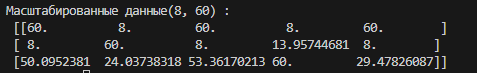 Масштабированные данные(8, 60) :
[[60. 8. 60. 8. 60. ]
[ 8. 60. 8. 13.95744681 8. ]
[50.0952381 24.03738318 53.36170213 60. 29.47826087]]